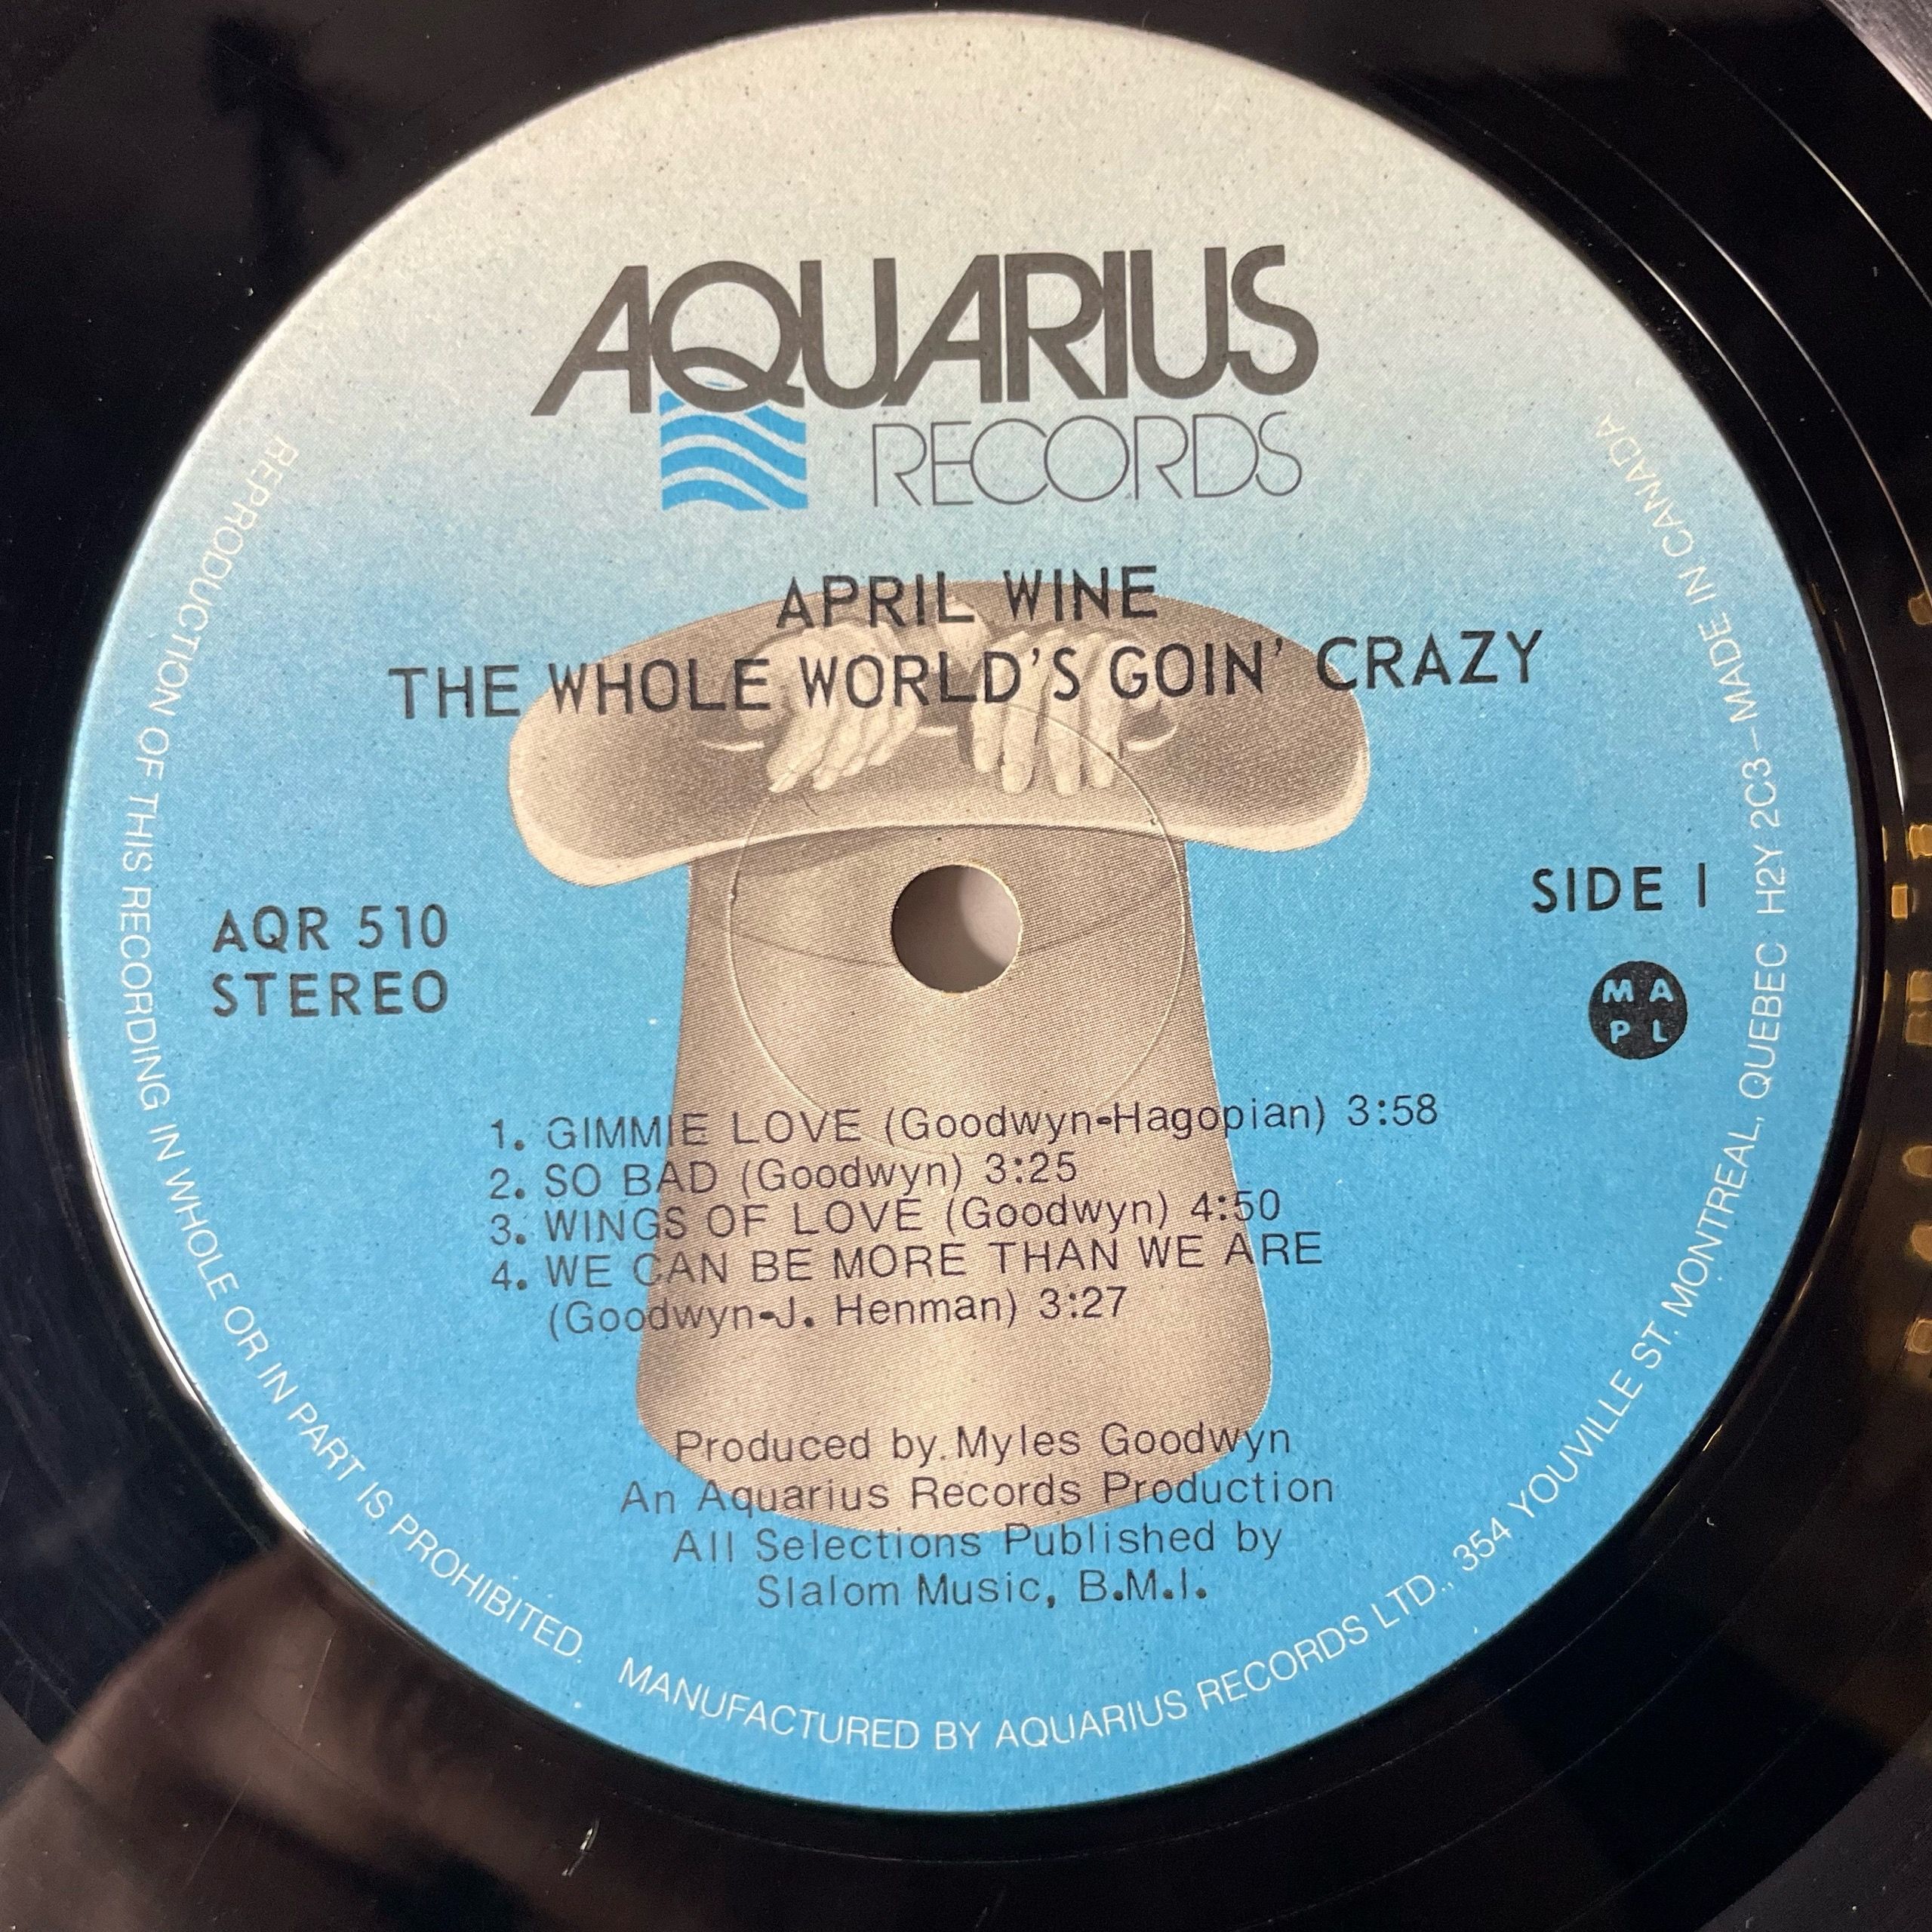 AQUARIUS
RECORDS
APRIL WINE
THE WHOLE WORLD'S GOIN' CRAZY
AQR 510
STEREO
SIDE 1
M A
P L
1. GIMMIE LOVE (Goodwyn-Hagopian) 3:58
2. SO BAD (Goodwyn) 3:25
3. WINGS OF LOVE (Goodwyn) 4:50
4. WE CAN BE MORE THAN WE ARE
(Goodwyn-J. Henman) 3:27
Produced by Myles Goodwyn
An Aquarius Records Production
All Selections Published by
Slalom Music, B.M.I.
REPRODUCTION OF THIS RECORDING IN WHOLE OR IN PART IS PROHIBITED. MANUFACTURED BY AQUARIUS RECORDS LTD., 354 YOUVILLE ST. MONTREAL, QUEBEC H2Y 2C3 - MADE IN CANADA